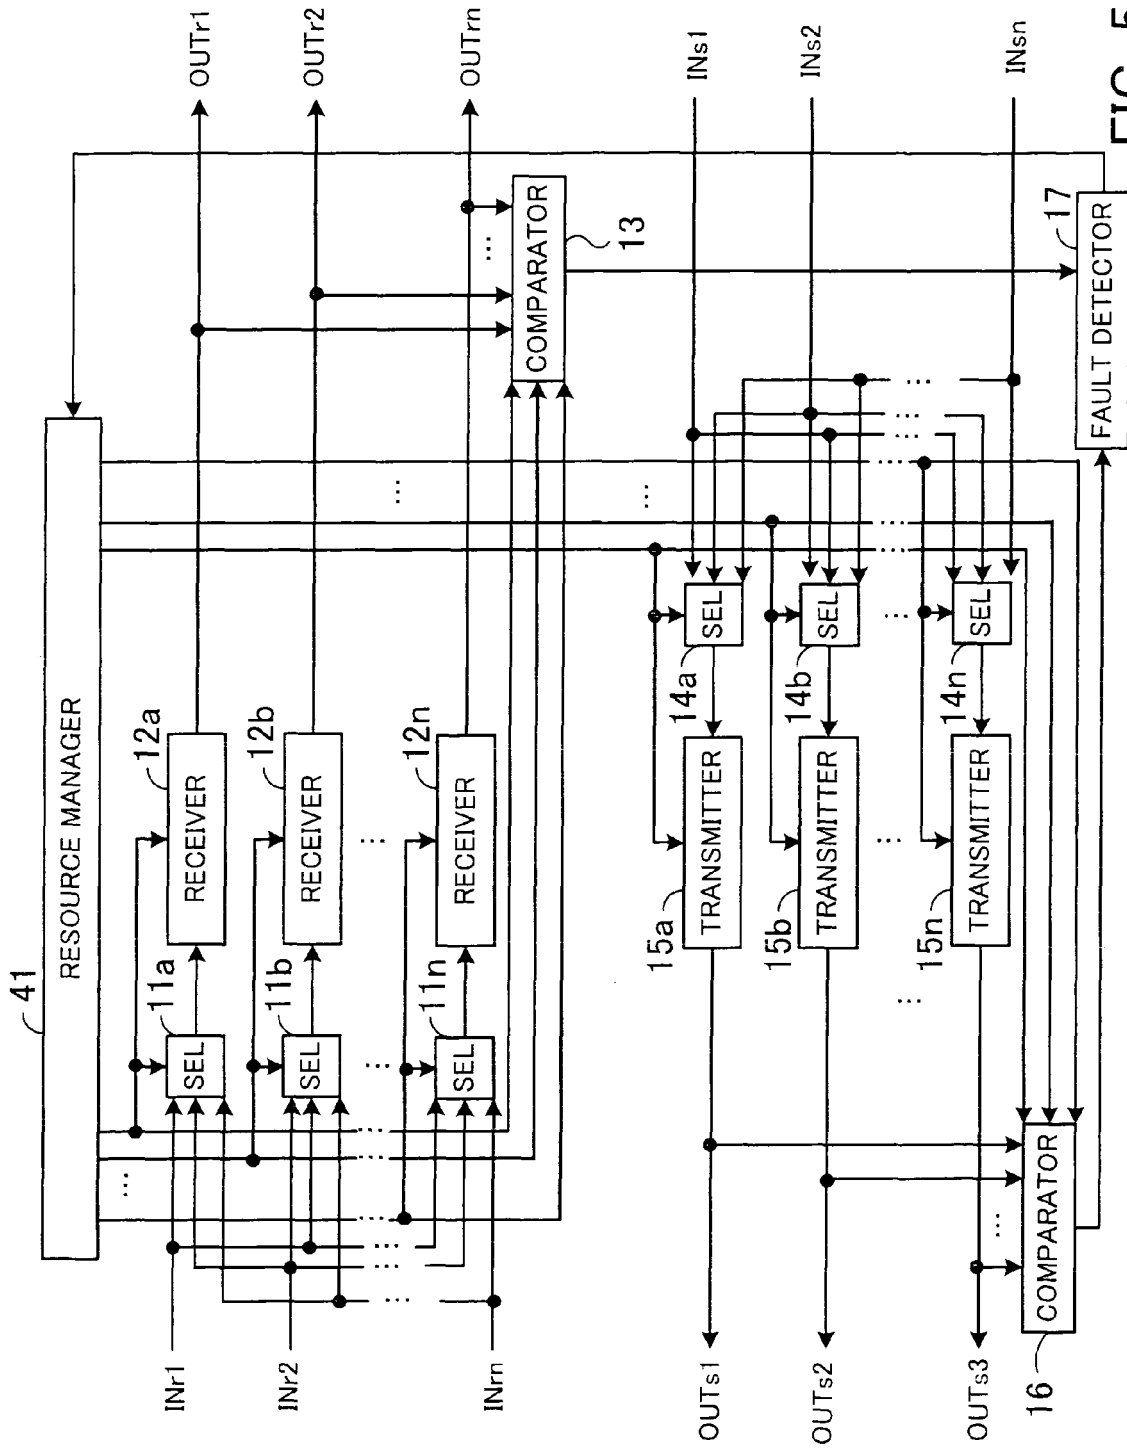 FIG. 5
41
RESOURCE MANAGER
INr1
11a
SEL
12a
RECEIVER
OUTr1
INr2
11b
SEL
12b
RECEIVER
OUTr2
...
INrn
11n
SEL
12n
RECEIVER
OUTrn
COMPARATOR
13
OUTs1
15a
TRANSMITTER
14a
SEL
INs1
OUTs2
15b
TRANSMITTER
14b
SEL
INs2
...
OUTs3
15n
TRANSMITTER
14n
SEL
INsn
16
COMPARATOR
17
FAULT DETECTOR